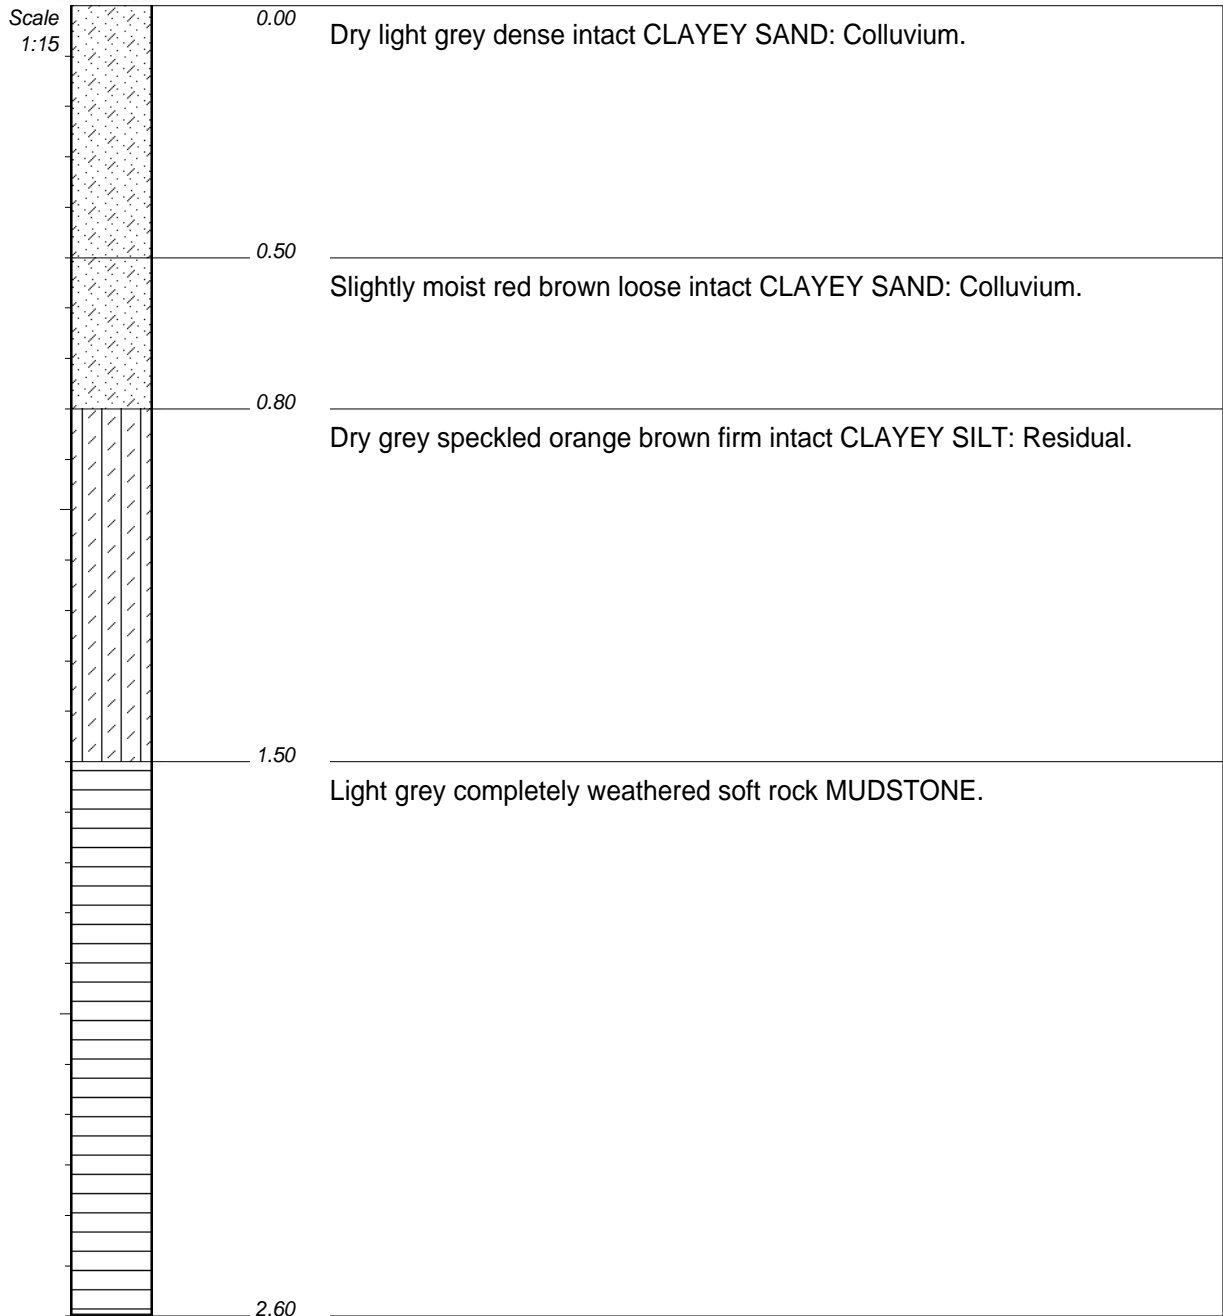 Scale
1:15
0.00
Dry light grey dense intact CLAYEY SAND: Colluvium.
0.50
Slightly moist red brown loose intact CLAYEY SAND: Colluvium.
0.80
Dry grey speckled orange brown firm intact CLAYEY SILT: Residual.
1.50
Light grey completely weathered soft rock MUDSTONE.
2.60